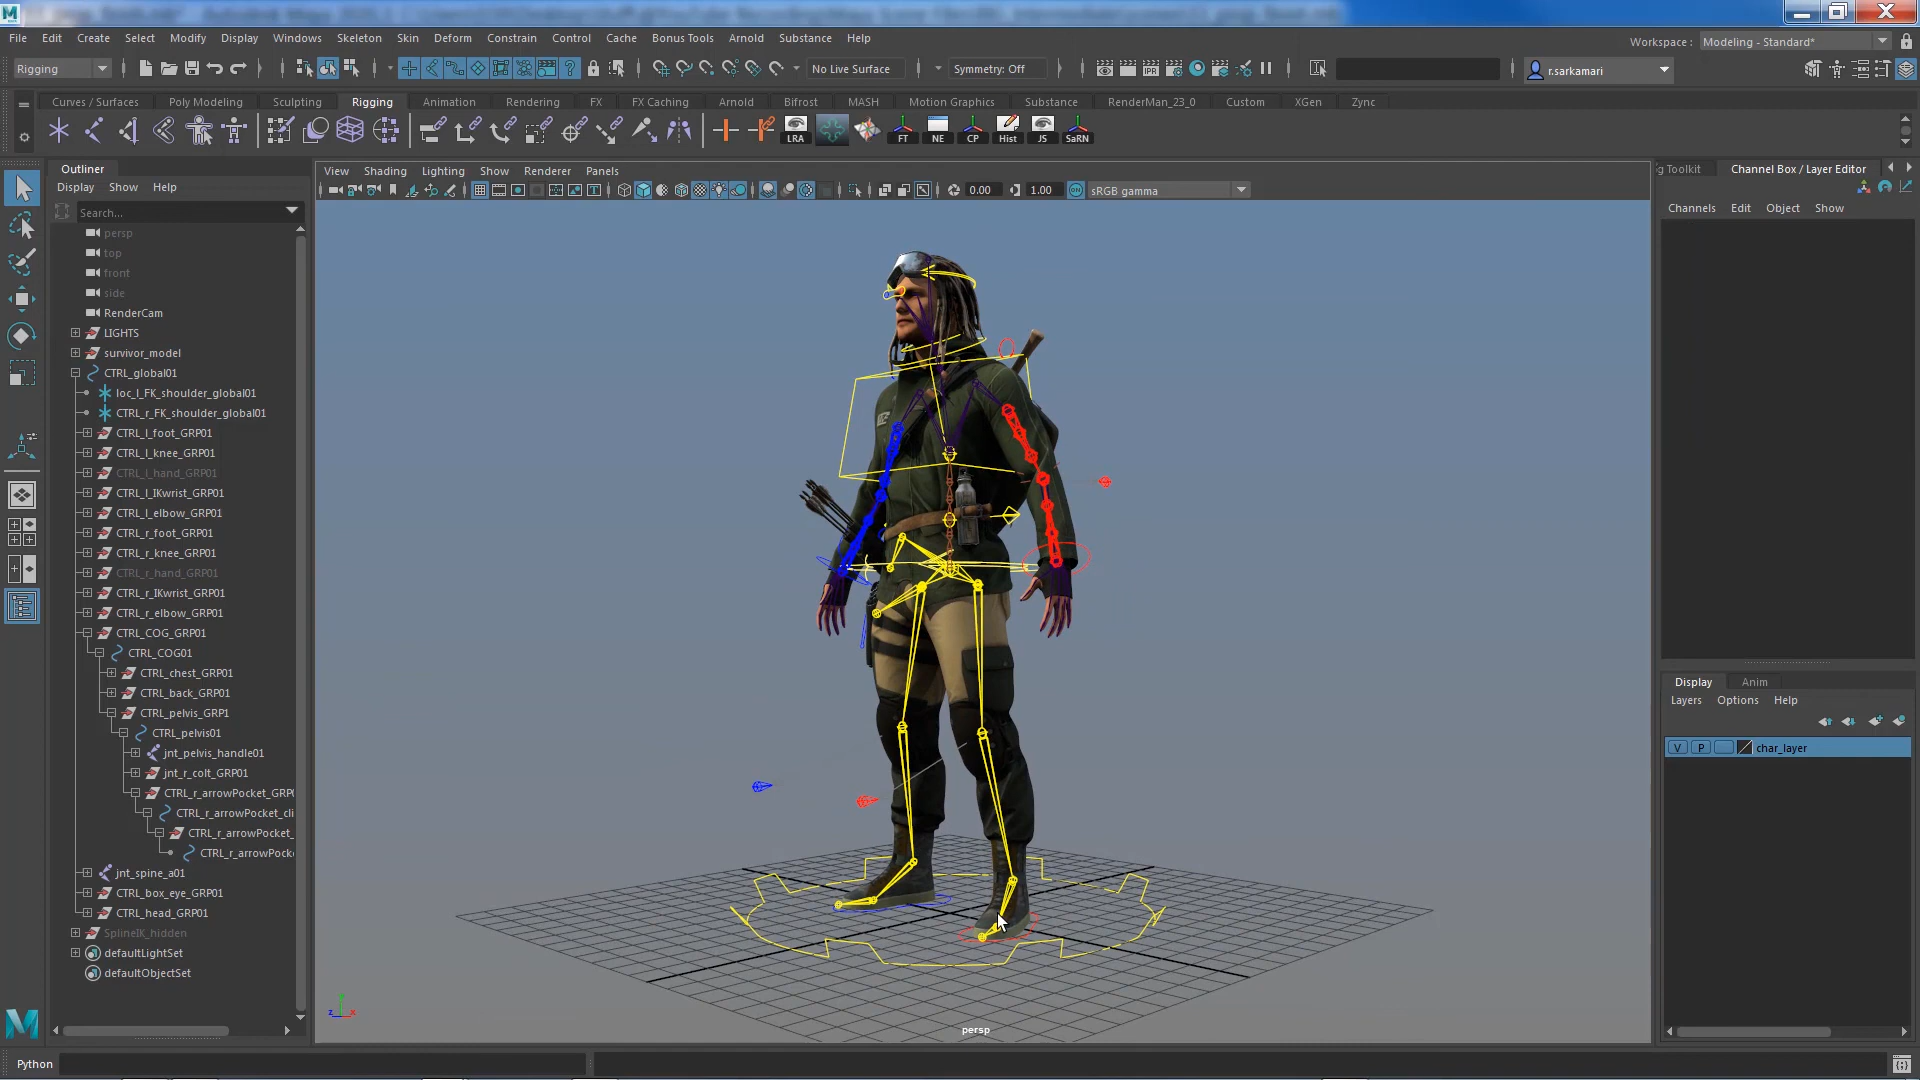 File Edit Create Select Modify Display Windows Skeleton Skin Deform Constrain Control Cache Bonus Tools Arnold Substance Help
Workspace : Modeling - Standard*
Rigging No Live Surface Symmetry: Off r.sarkamari
Curves / Surfaces Poly Modeling Sculpting Rigging Animation Rendering FX FX Caching Arnold Bifrost MASH Motion Graphics Substance RenderMan_23_0 Custom XGen Zync
LRA FT NE CP Hist JS SaRN
Outliner
Display Show Help
Search...
persp
top
front
side
RenderCam
LIGHTS
survivor_model
CTRL_global01
loc_l_FK_shoulder_global01
CTRL_r_FK_shoulder_global01
CTRL_l_foot_GRP01
CTRL_l_knee_GRP01
CTRL_l_hand_GRP01
CTRL_l_IKwrist_GRP01
CTRL_l_elbow_GRP01
CTRL_r_foot_GRP01
CTRL_r_knee_GRP01
CTRL_r_hand_GRP01
CTRL_r_IKwrist_GRP01
CTRL_r_elbow_GRP01
CTRL_COG_GRP01
CTRL_COG01
CTRL_chest_GRP01
CTRL_back_GRP01
CTRL_pelvis_GRP1
CTRL_pelvis01
jnt_pelvis_handle01
jnt_r_colt_GRP01
CTRL_r_arrowPocket_GRP0
CTRL_r_arrowPocket_cli
CTRL_r_arrowPocket_
CTRL_r_arrowPock
jnt_spine_a01
CTRL_box_eye_GRP01
CTRL_head_GRP01
SplineIK_hidden
defaultLightSet
defaultObjectSet
View Shading Lighting Show Renderer Panels
0.00 1.00 ON sRGB gamma
z y x
persp
g Toolkit Channel Box / Layer Editor
Channels Edit Object Show
Display Anim
Layers Options Help
V P char_layer
Python